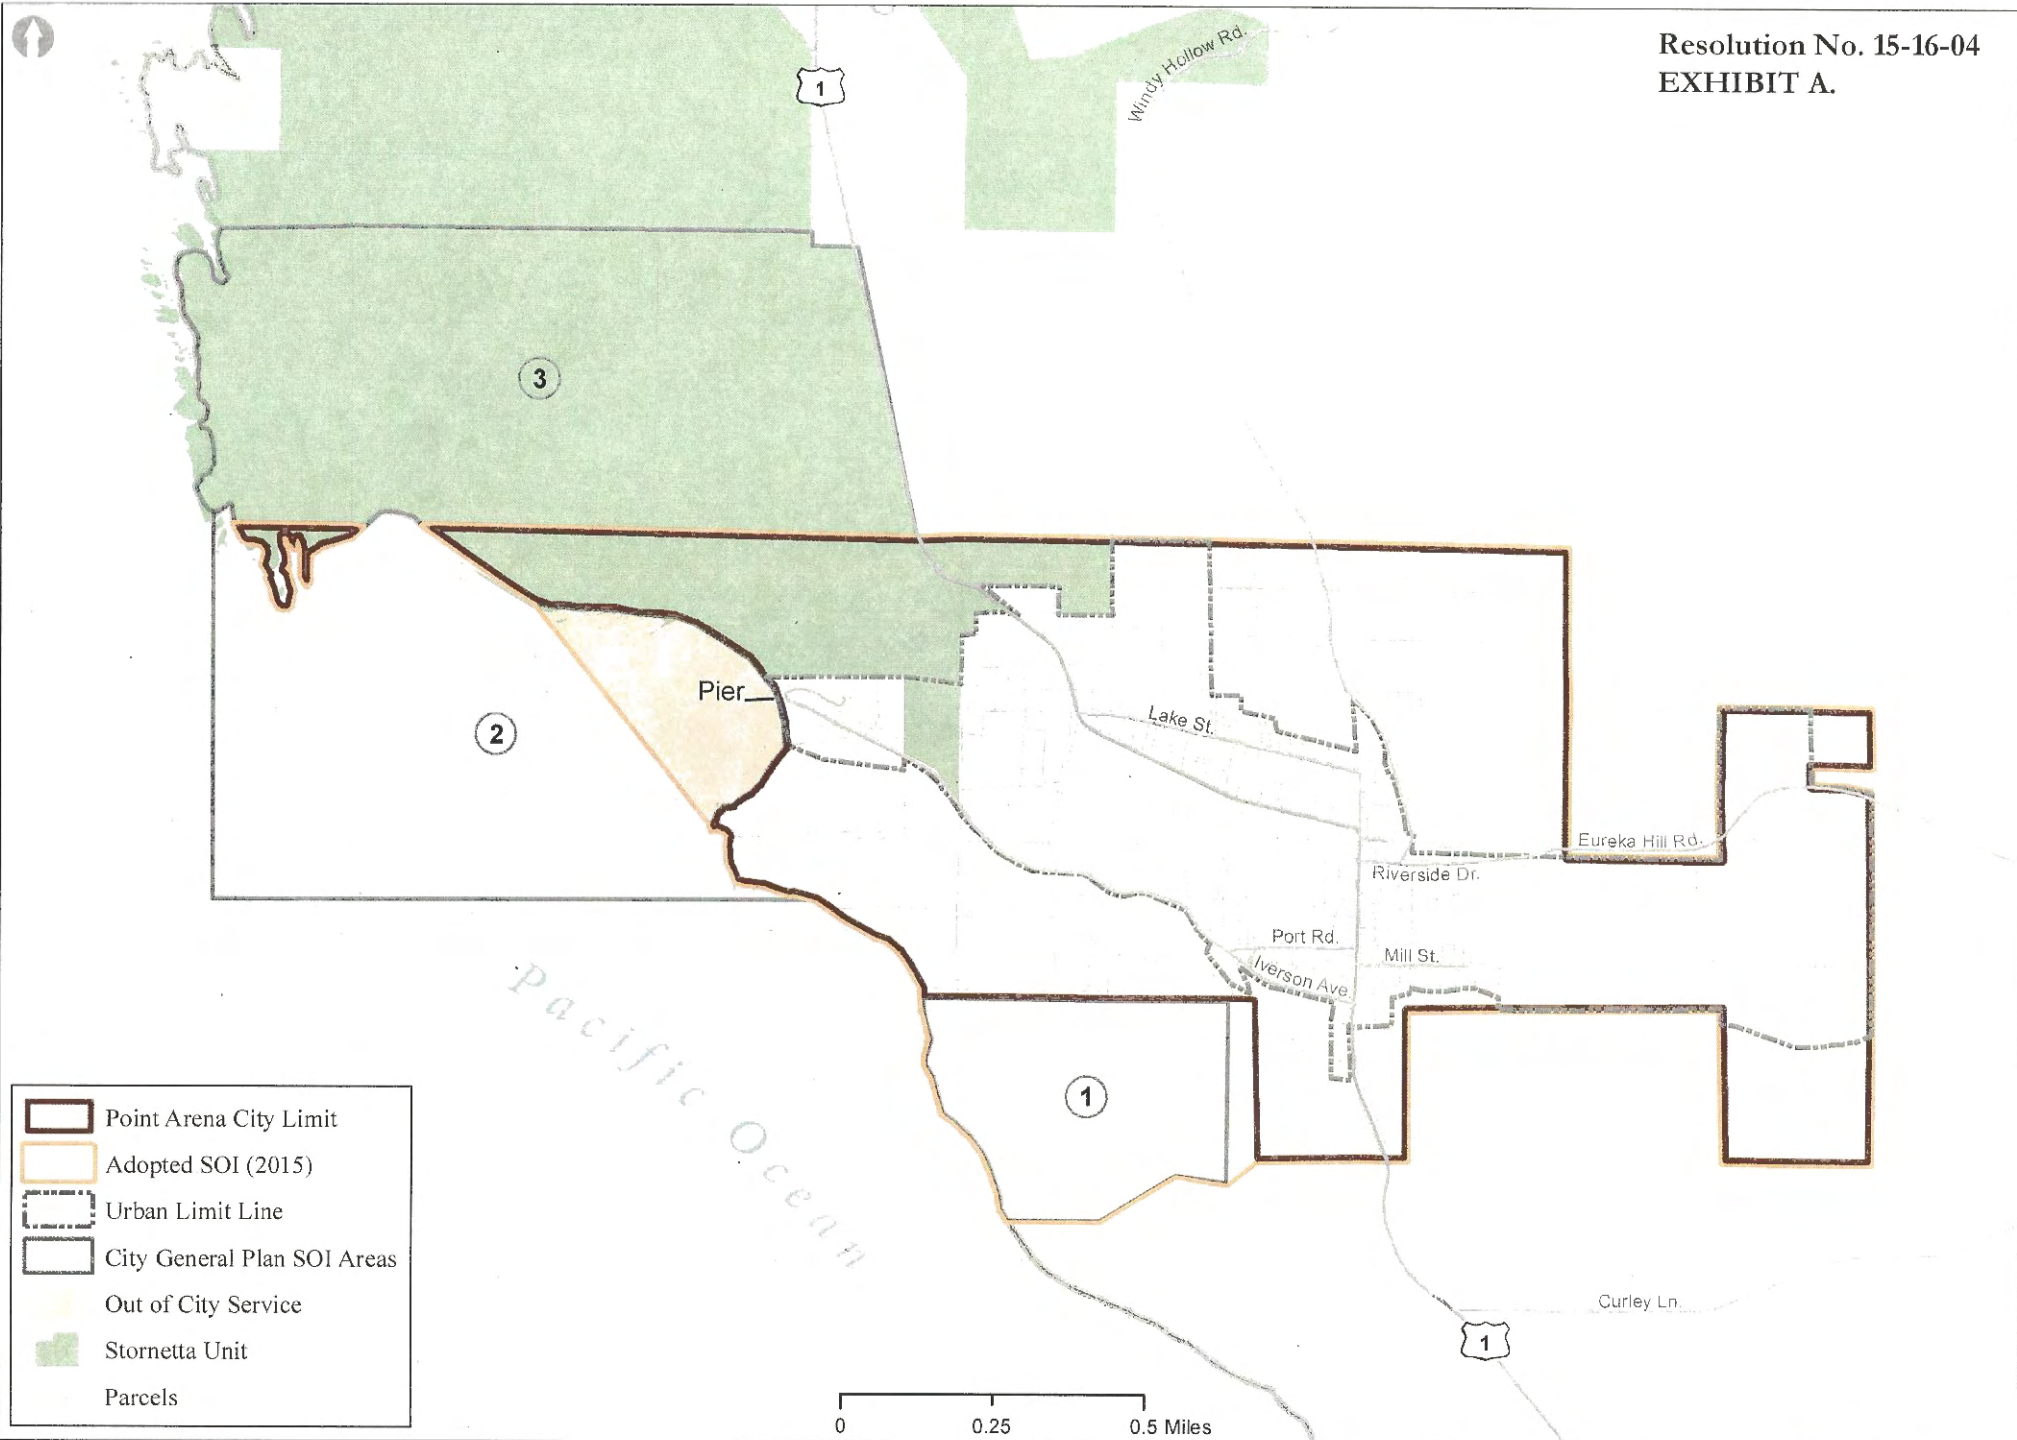 Resolution No. 15-16-04
EXHIBIT A.
1
Windy Hollow Rd.
3
Pier
2
Lake St.
Eureka Hill Rd.
Riverside Dr.
Port Rd.
Mill St.
Iverson Ave.
Pacific Ocean
1
Curley Ln.
1
Point Arena City Limit
Adopted SOI (2015)
Urban Limit Line
City General Plan SOI Areas
Out of City Service
Stornetta Unit
Parcels
0 0.25 0.5 Miles